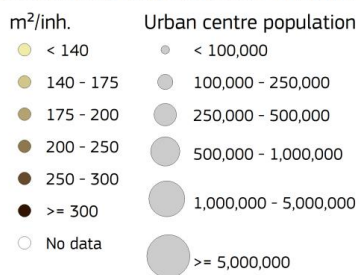 m²/inh.
< 140
140 - 175
175 - 200
200 - 250
250 - 300
>= 300
No data
Urban centre population
< 100,000
100,000 - 250,000
250,000 - 500,000
500,000 - 1,000,000
1,000,000 - 5,000,000
>= 5,000,000